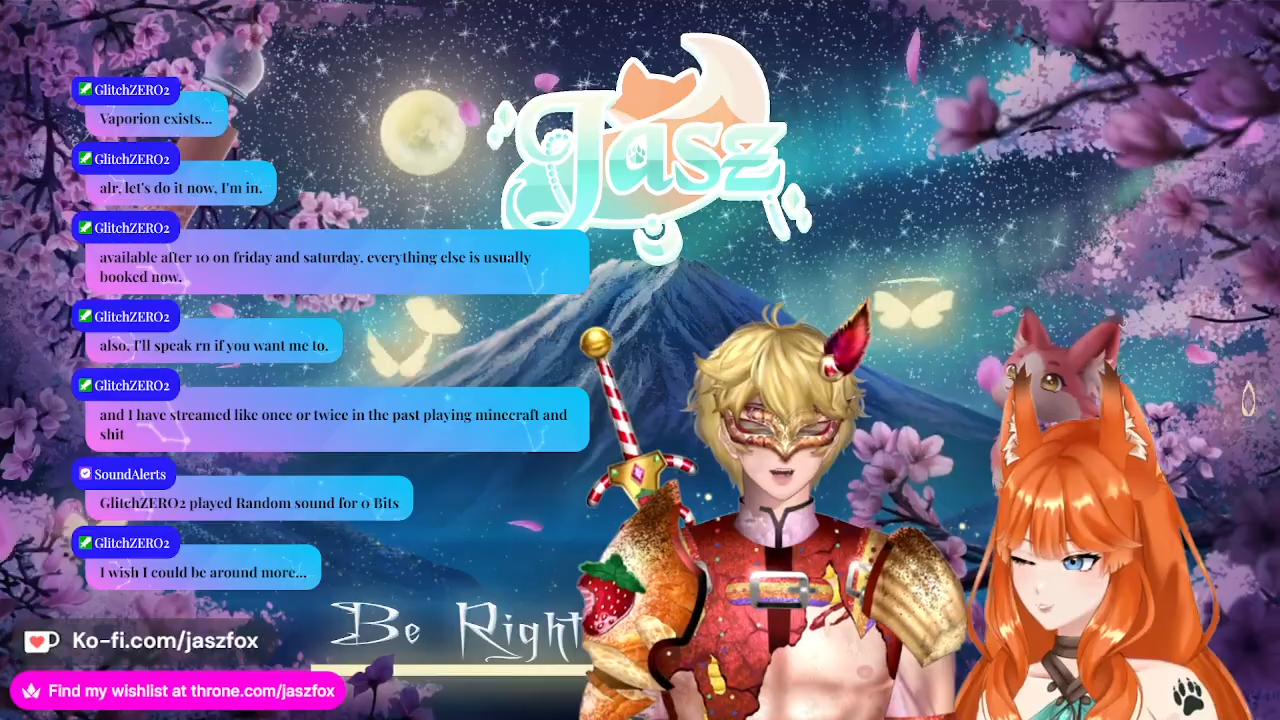 GlitchZERO2
Vaporion exists...
GlitchZERO2
alr, let's do it now, I'm in.
GlitchZERO2
available after 10 on friday and saturday. everything else is usually
booked now.
GlitchZERO2
also, I'll speak rn if you want me to.
GlitchZERO2
and I have streamed like once or twice in the past playing minecraft and
shit
SoundAlerts
GlitchZERO2 played Random sound for 0 Bits
GlitchZERO2
I wish I could be around more...
Jasz
Be Right
Ko-fi.com/jaszfox
Find my wishlist at throne.com/jaszfox